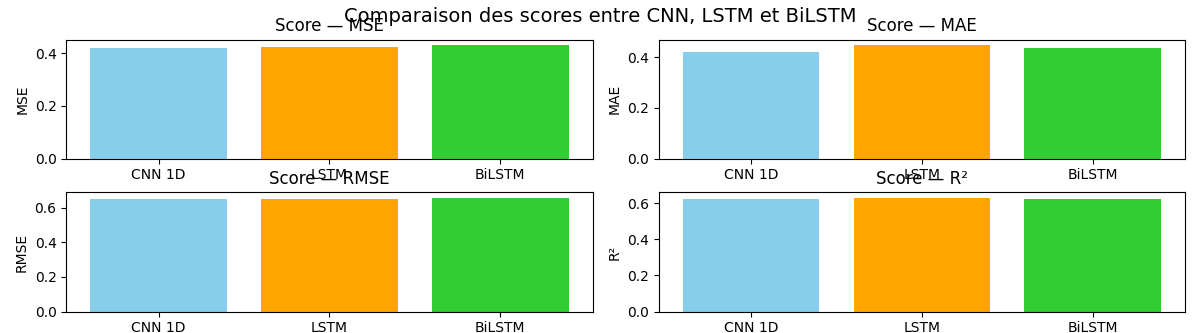 Comparaison des scores entre CNN, LSTM et BiLSTM
Score — MSE
Score — MAE
MSE
0.4
0.2
0.0
CNN 1D
LSTM
BiLSTM
MAE
0.4
0.2
0.0
CNN 1D
LSTM
BiLSTM
Score — RMSE
Score — R²
RMSE
0.6
0.4
0.2
0.0
CNN 1D
LSTM
BiLSTM
R²
0.6
0.4
0.2
0.0
CNN 1D
LSTM
BiLSTM